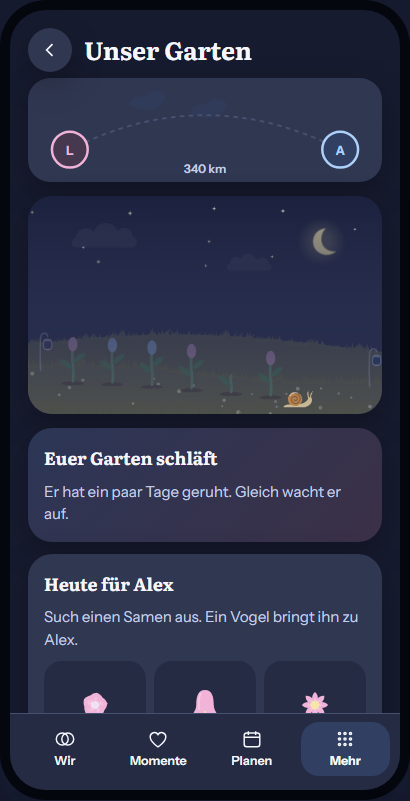 Unser Garten
L
A
340 km
Euer Garten schläft
Er hat ein paar Tage geruht. Gleich wacht er
auf.
Heute für Alex
Such einen Samen aus. Ein Vogel bringt ihn zu
Alex.
Wir
Momente
Planen
Mehr